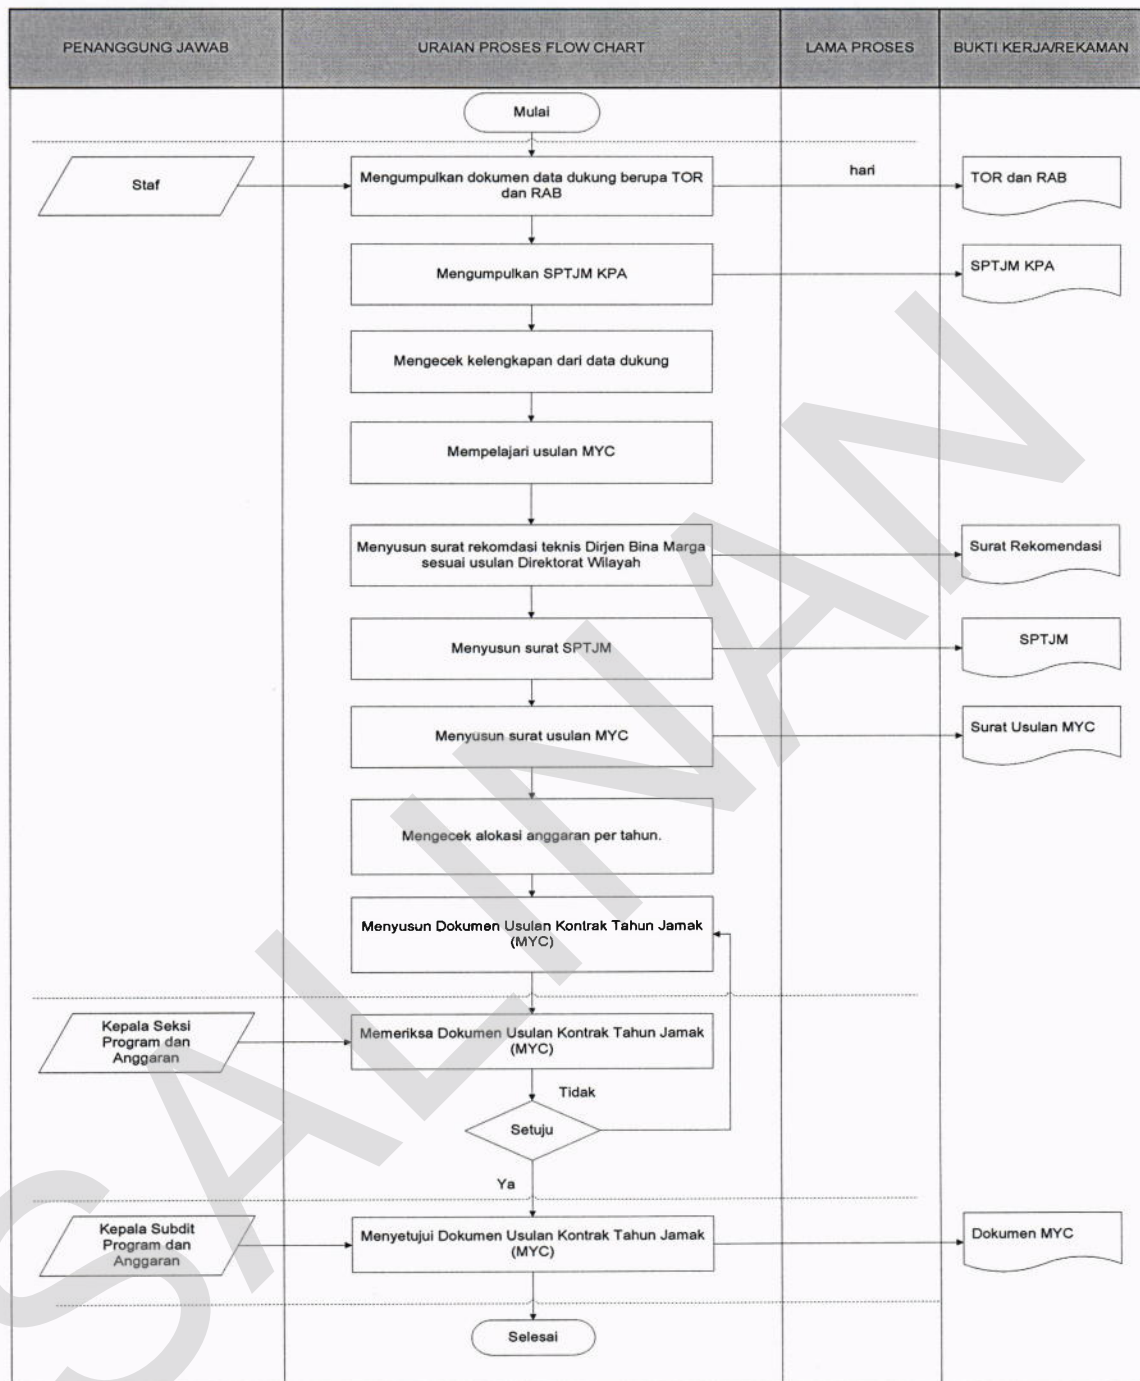 PENANGGUNG JAWAB
URAIAN PROSES FLOW CHART
LAMA PROSES
BUKTI KERJA/REKAMAN
Mulai
Staf
Mengumpulkan dokumen data dukung berupa TOR
dan RAB
hari
TOR dan RAB
Mengumpulkan SPTJM KPA
SPTJM KPA
Mengecek kelengkapan dari data dukung
Mempelajari usulan MYC
Menyusun surat rekomdasi teknis Dirjen Bina Marga
sesuai usulan Direktorat Wilayah
Surat Rekomendasi
Menyusun surat SPTJM
SPTJM
Menyusun surat usulan MYC
Surat Usulan MYC
Mengecek alokasi anggaran per tahun.
Menyusun Dokumen Usulan Kontrak Tahun Jamak
(MYC)
Kepala Seksi
Program dan
Anggaran
Memeriksa Dokumen Usulan Kontrak Tahun Jamak
(MYC)
Tidak
Setuju
Ya
Kepala Subdit
Program dan
Anggaran
Menyetujui Dokumen Usulan Kontrak Tahun Jamak
(MYC)
Dokumen MYC
Selesai
SALINAN